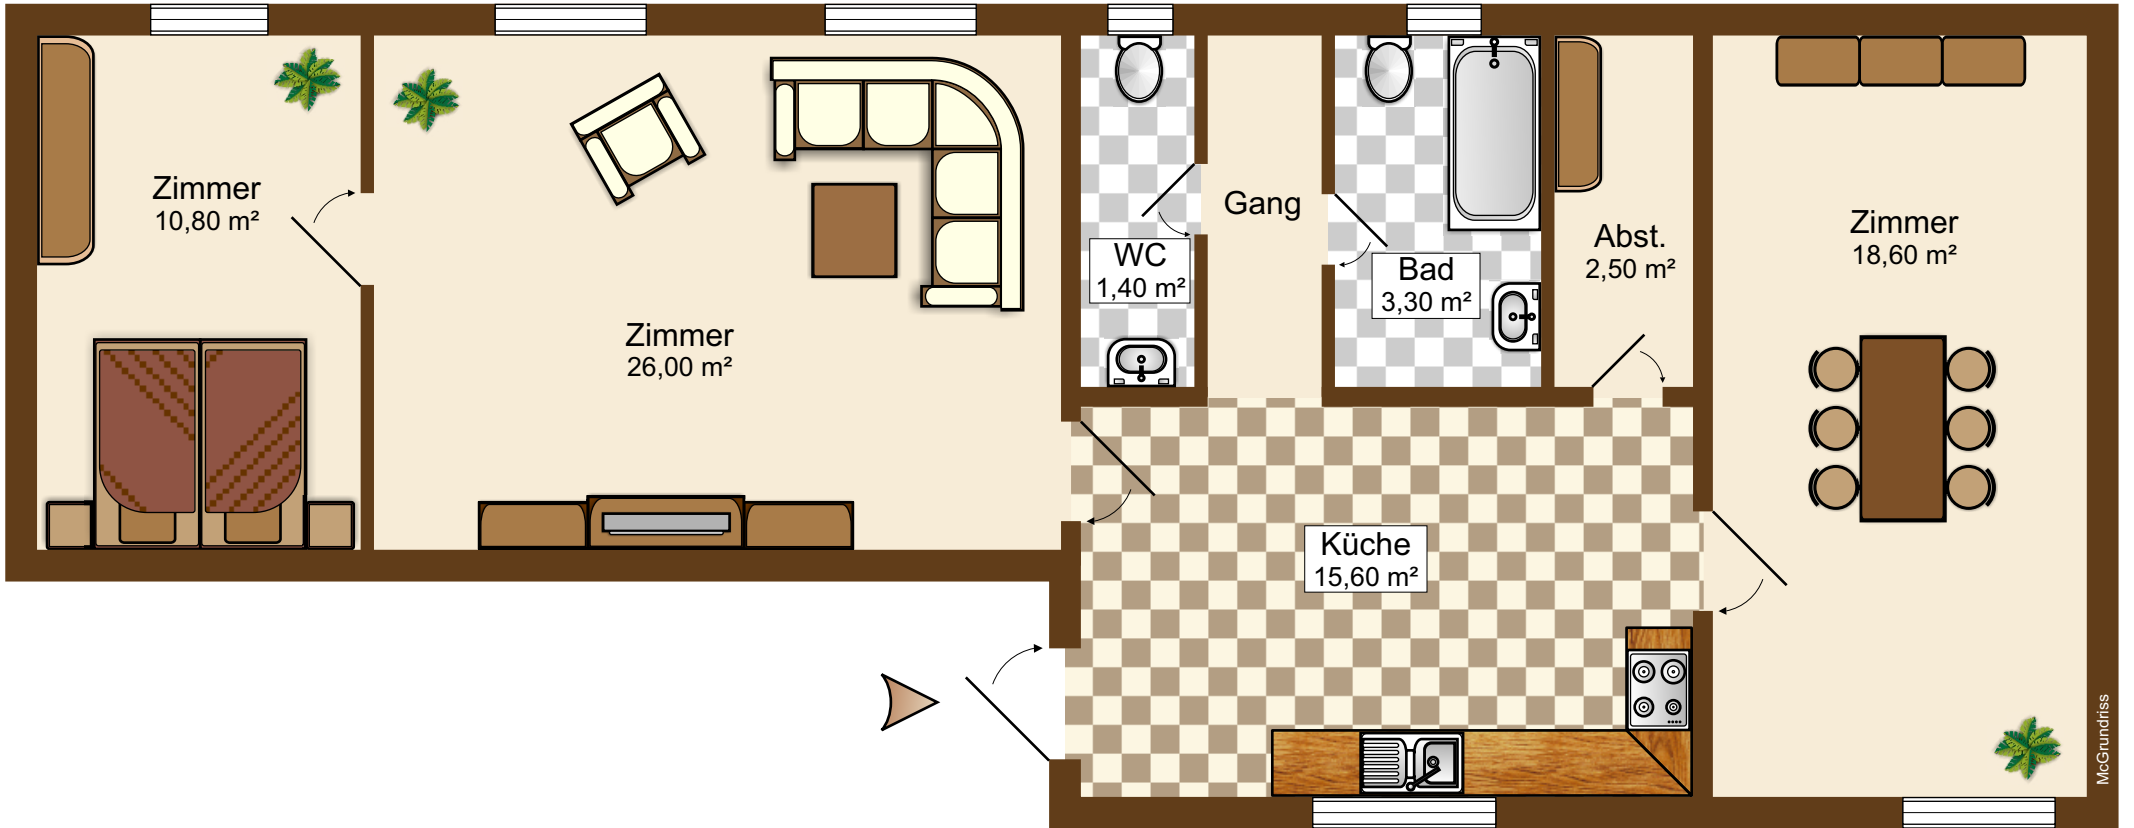 Zimmer
10,80 m²
Zimmer
26,00 m²
WC
1,40 m²
Gang
Bad
3,30 m²
Abst.
2,50 m²
Zimmer
18,60 m²
Küche
15,60 m²
McGrundriss